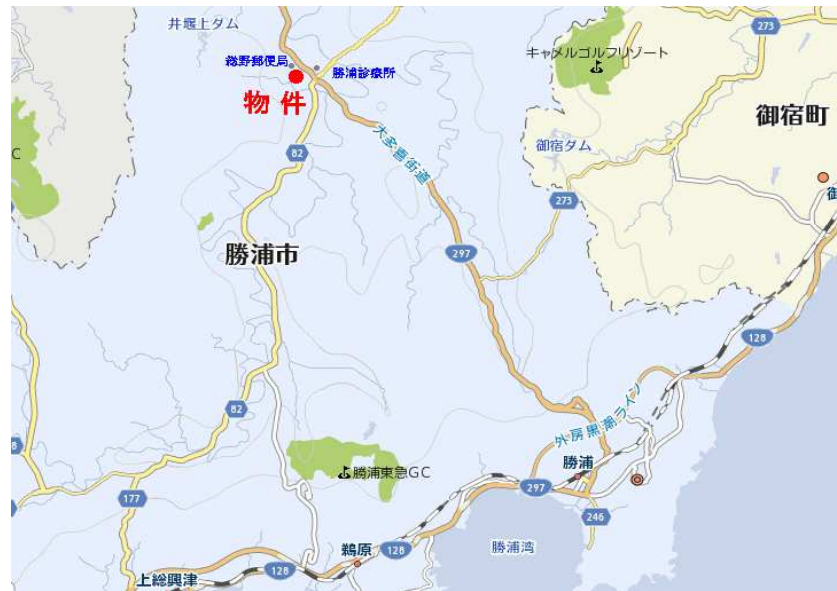 井堰上ダム
総野郵便局
勝浦診療所
物件
キャメルゴルフリゾート
273
御宿町
C
82
大多喜街道
御宿ダム
273
御
勝浦市
297
128
82
外房黒潮ライン
勝浦東急GC
勝浦
177
297
246
鵜原
128
勝浦湾
上総興津
128